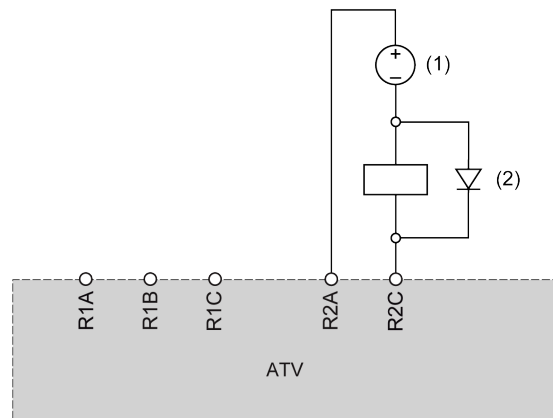 +
(1)
–
(2)
R1A
R1B
R1C
R2A
R2C
ATV